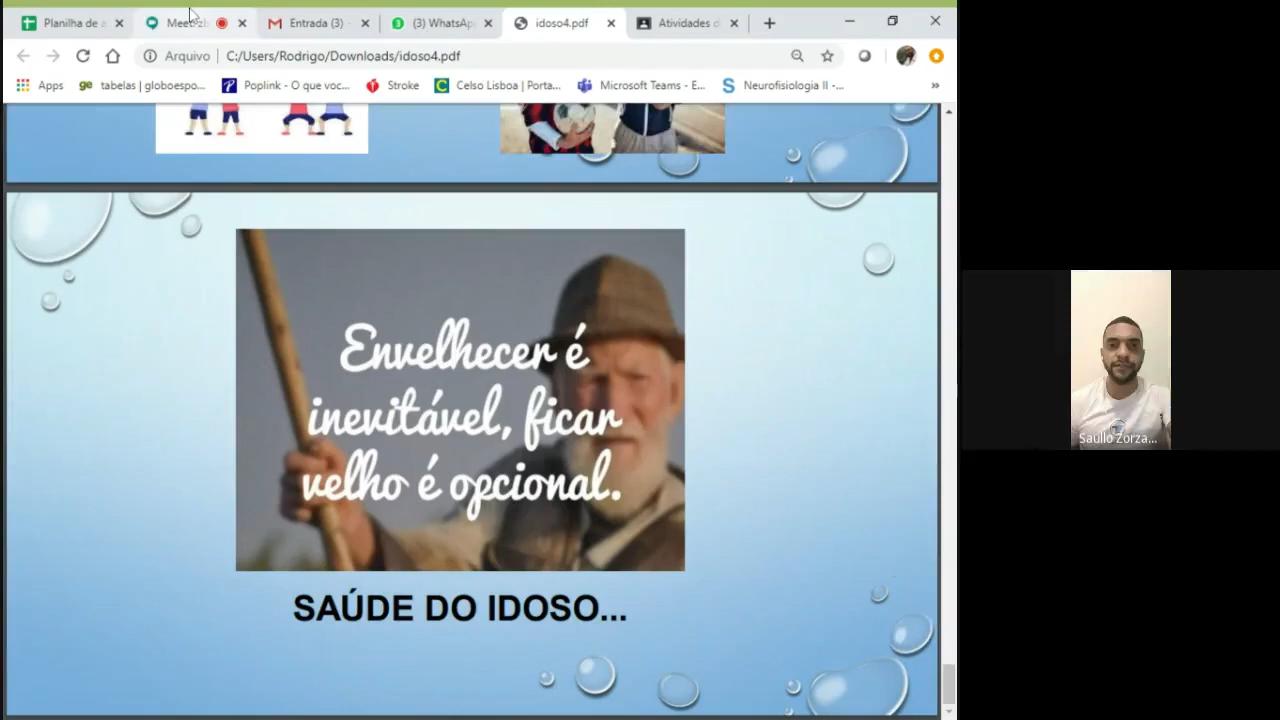 Planilha de a
Meet
Entrada (3)
(3) WhatsAp
idoso4.pdf
Atividades d
Arquivo
C:/Users/Rodrigo/Downloads/idoso4.pdf
Apps
tabelas | globoespo...
Poplink - O que voc...
Stroke
Celso Lisboa | Porta...
Microsoft Teams - E...
Neurofisiologia II -...
»
Envelhecer é
inevitável, ficar
velho é opcional.
SAÚDE DO IDOSO...
Saullo Zorza...